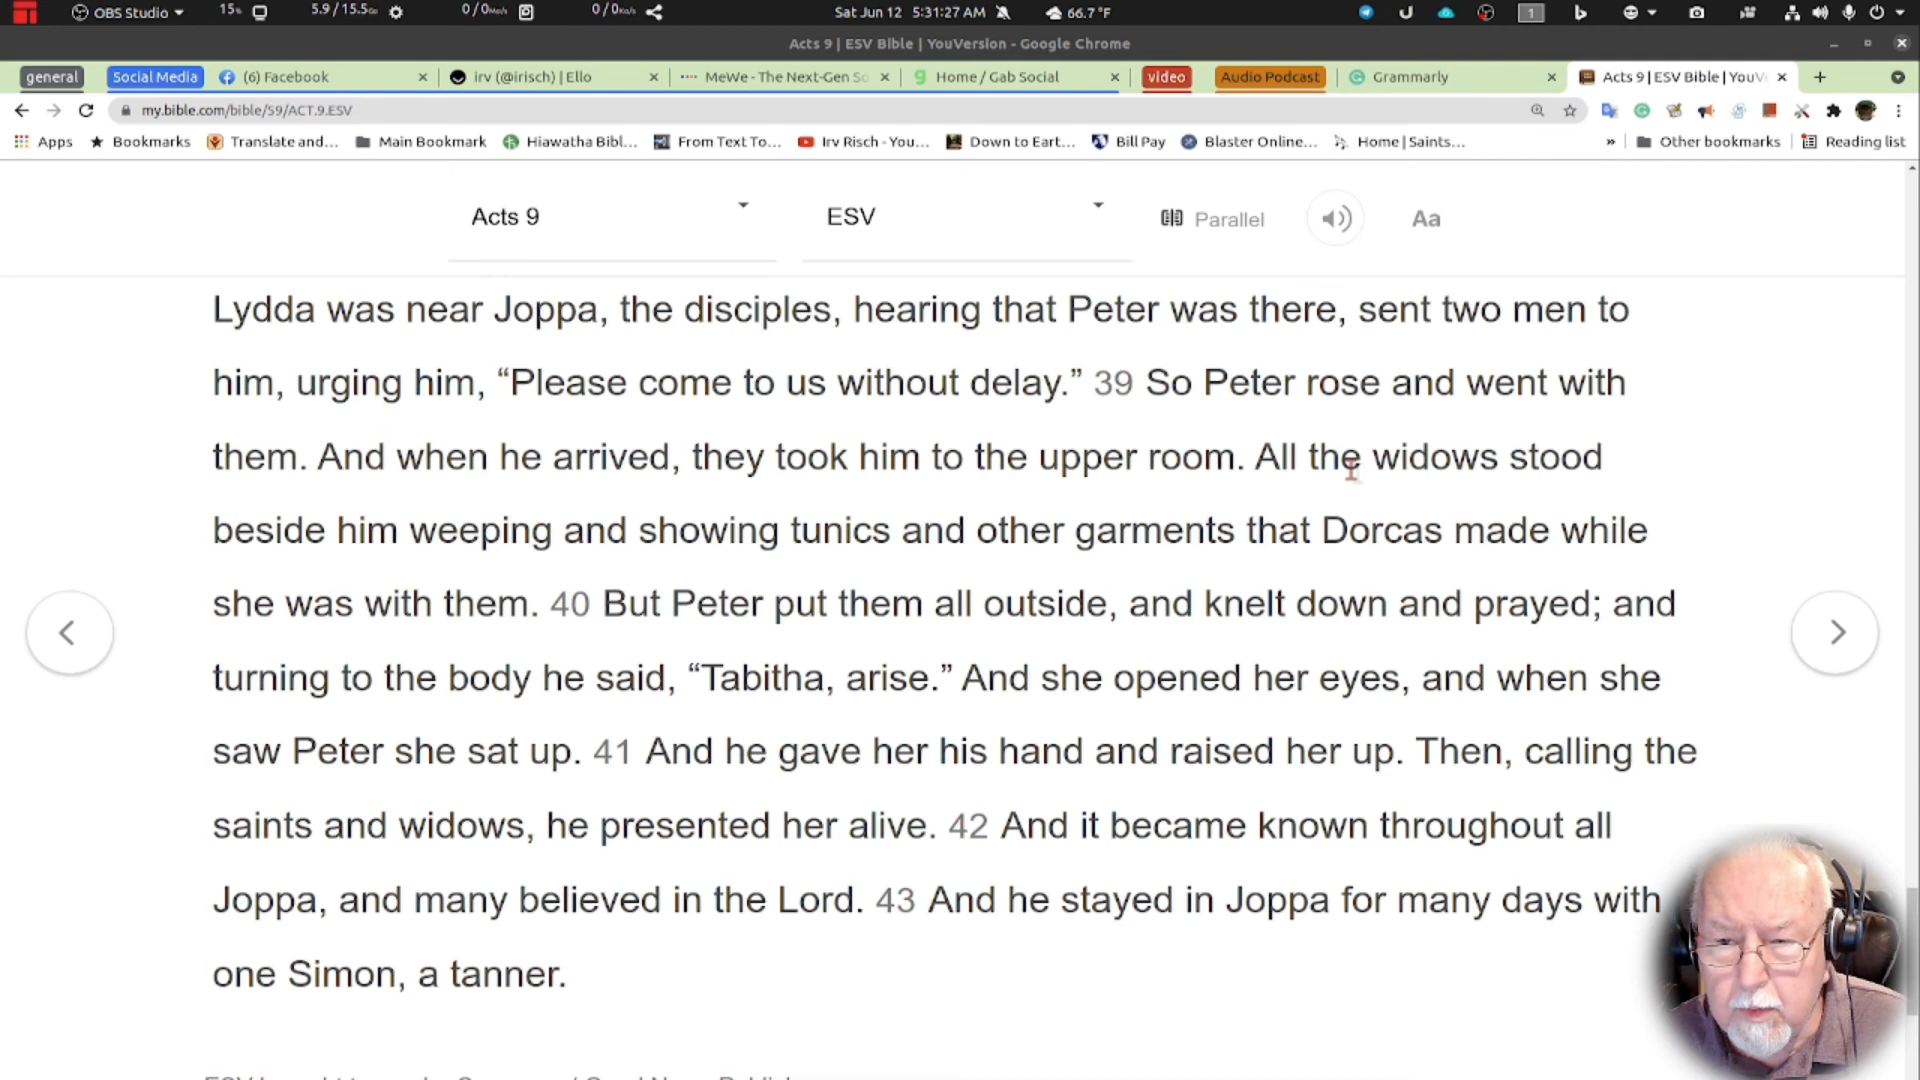 OBS Studio 15% 5.9 / 15.5 0 / 0 0 / 0 Sat Jun 12 5:31:27 AM 66.7°F 1
Acts 9 | ESV Bible | YouVersion - Google Chrome
general Social Media (6) Facebook irv (@irisch) | Ello MeWe - The Next-Gen So Home / Gab Social video Audio Podcast Grammarly Acts 9 | ESV Bible | YouV
my.bible.com/bible/59/ACT.9.ESV
Apps Bookmarks Translate and... Main Bookmark Hiawatha Bibl... From Text To... Irv Risch - You... Down to Eart... Bill Pay Blaster Online... Home | Saints... » Other bookmarks Reading list
Acts 9 ESV Parallel Aa
Lydda was near Joppa, the disciples, hearing that Peter was there, sent two men to
him, urging him, “Please come to us without delay.” 39 So Peter rose and went with
them. And when he arrived, they took him to the upper room. All the widows stood
beside him weeping and showing tunics and other garments that Dorcas made while
she was with them. 40 But Peter put them all outside, and knelt down and prayed; and
turning to the body he said, “Tabitha, arise.” And she opened her eyes, and when she
saw Peter she sat up. 41 And he gave her his hand and raised her up. Then, calling the
saints and widows, he presented her alive. 42 And it became known throughout all
Joppa, and many believed in the Lord. 43 And he stayed in Joppa for many days with
one Simon, a tanner.